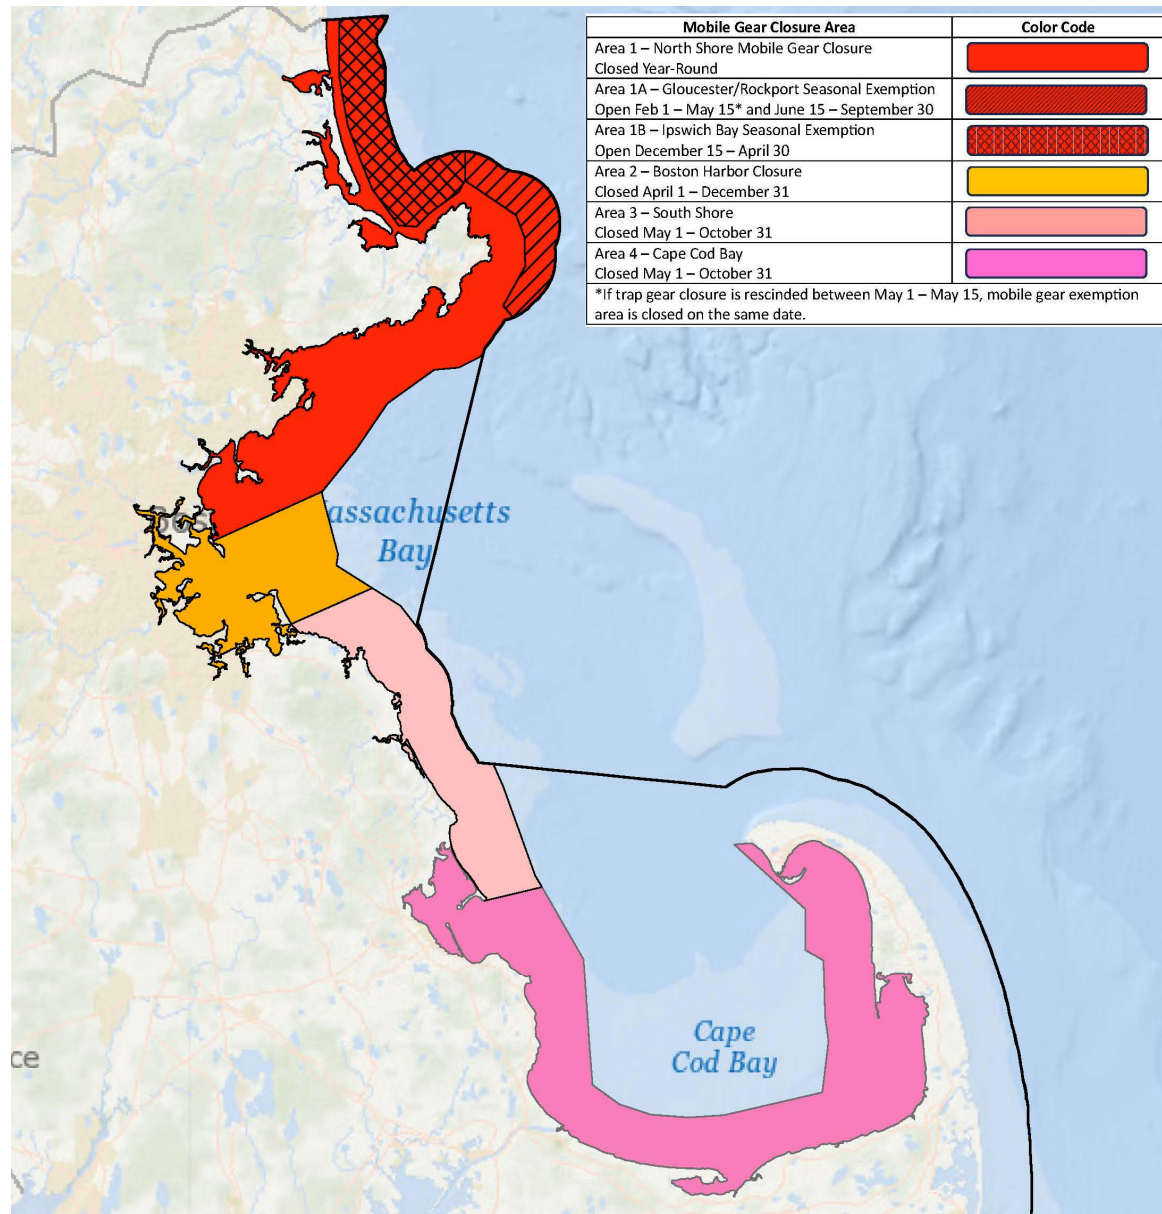 Mobile Gear Closure Area Color Code
Area 1 – North Shore Mobile Gear Closure
Closed Year-Round
Area 1A – Gloucester/Rockport Seasonal Exemption
Open Feb 1 – May 15* and June 15 – September 30
Area 1B – Ipswich Bay Seasonal Exemption
Open December 15 – April 30
Area 2 – Boston Harbor Closure
Closed April 1 – December 31
Area 3 – South Shore
Closed May 1 – October 31
Area 4 – Cape Cod Bay
Closed May 1 – October 31
*If trap gear closure is rescinded between May 1 – May 15, mobile gear exemption
area is closed on the same date.
Bos
assachusetts
Bay
Cape
Cod Bay
ce